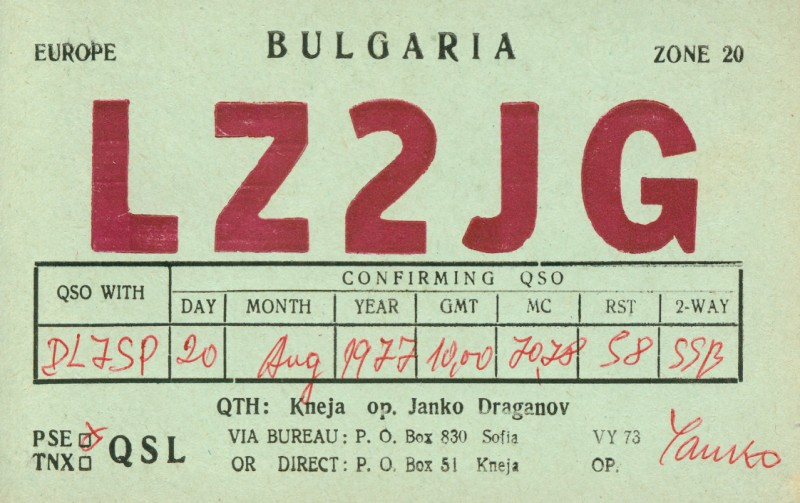 EUROPE BULGARIA ZONE 20
LZ2JG
QSO WITH CONFIRMING QSO
DAY MONTH YEAR GMT MC RST 2-WAY
DL7SP 20 Aug 1977 10,00 70,78 58 SSB
QTH: Kneja op. Janko Draganov
PSE QSL VIA BUREAU: P. O. Box 830 Sofia VY 73
TNX OR DIRECT: P. O. Box 51 Kneja OP. Yanko